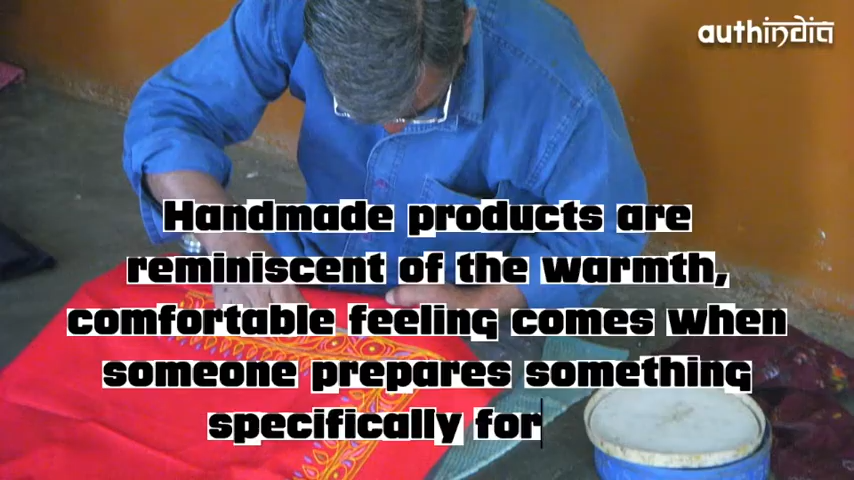 authindia
Handmade products are
reminiscent of the warmth,
comfortable feeling comes when
someone prepares something
specifically for